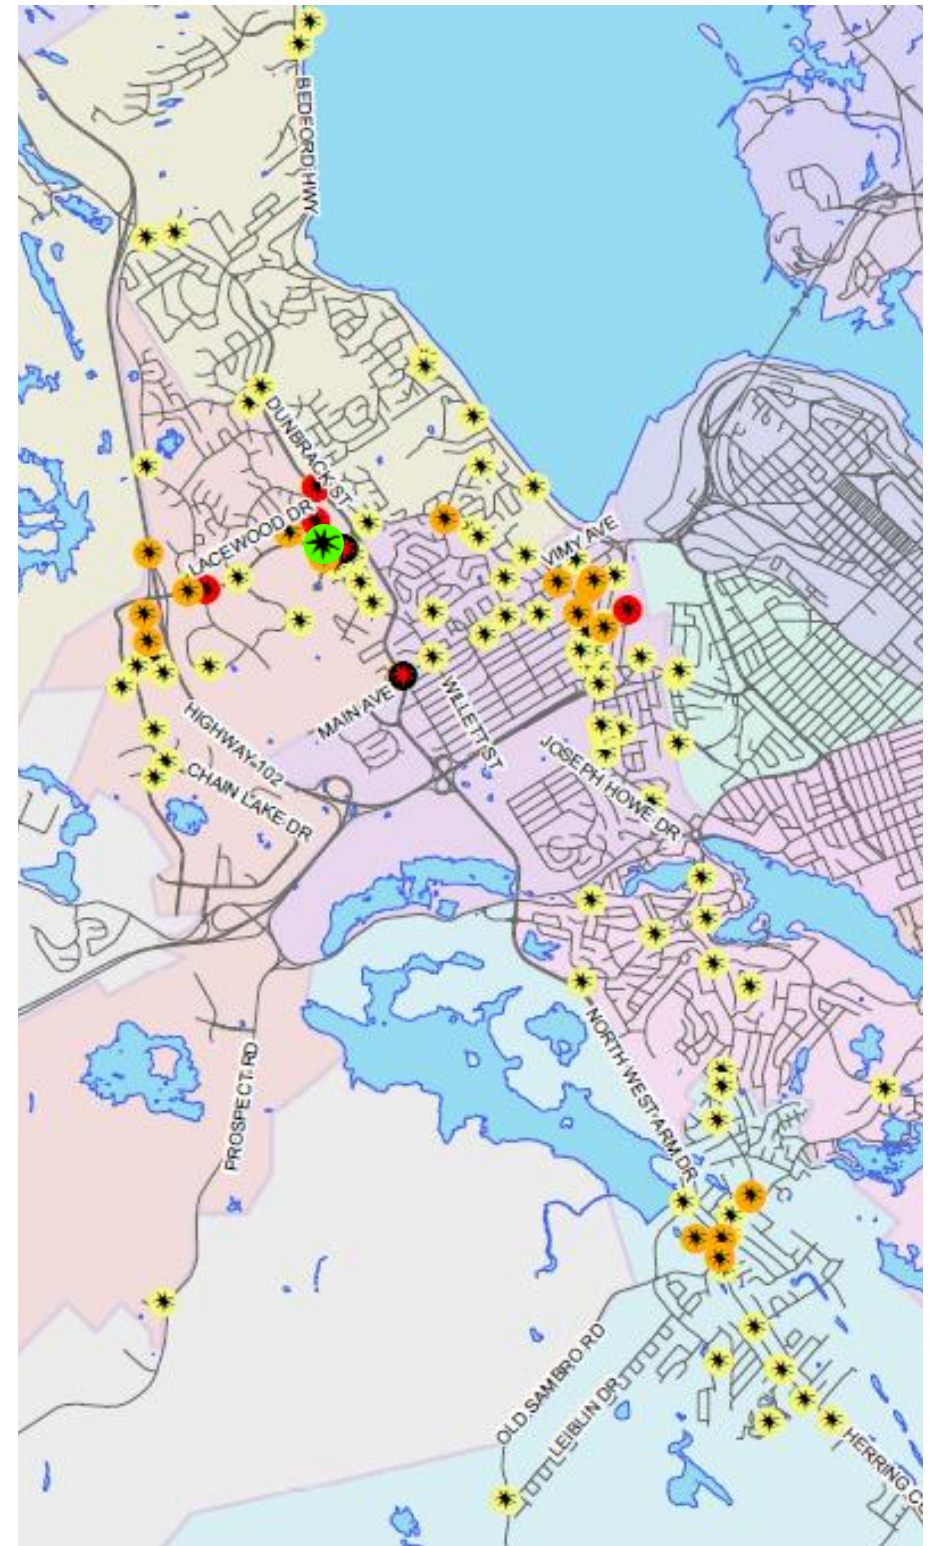 BEDFORD HWY
DUNBRACK ST
LACEWOOD DR
VIMY AVE
MAIN AVE
WILLETT ST
HIGHWAY 102
CHAIN LAKE DR
JOSEPH HOWE DR
NORTH WEST ARM DR
PROSPECT RD
OLD SAMBRO RD
LEIBLIN DR
HERRING CO